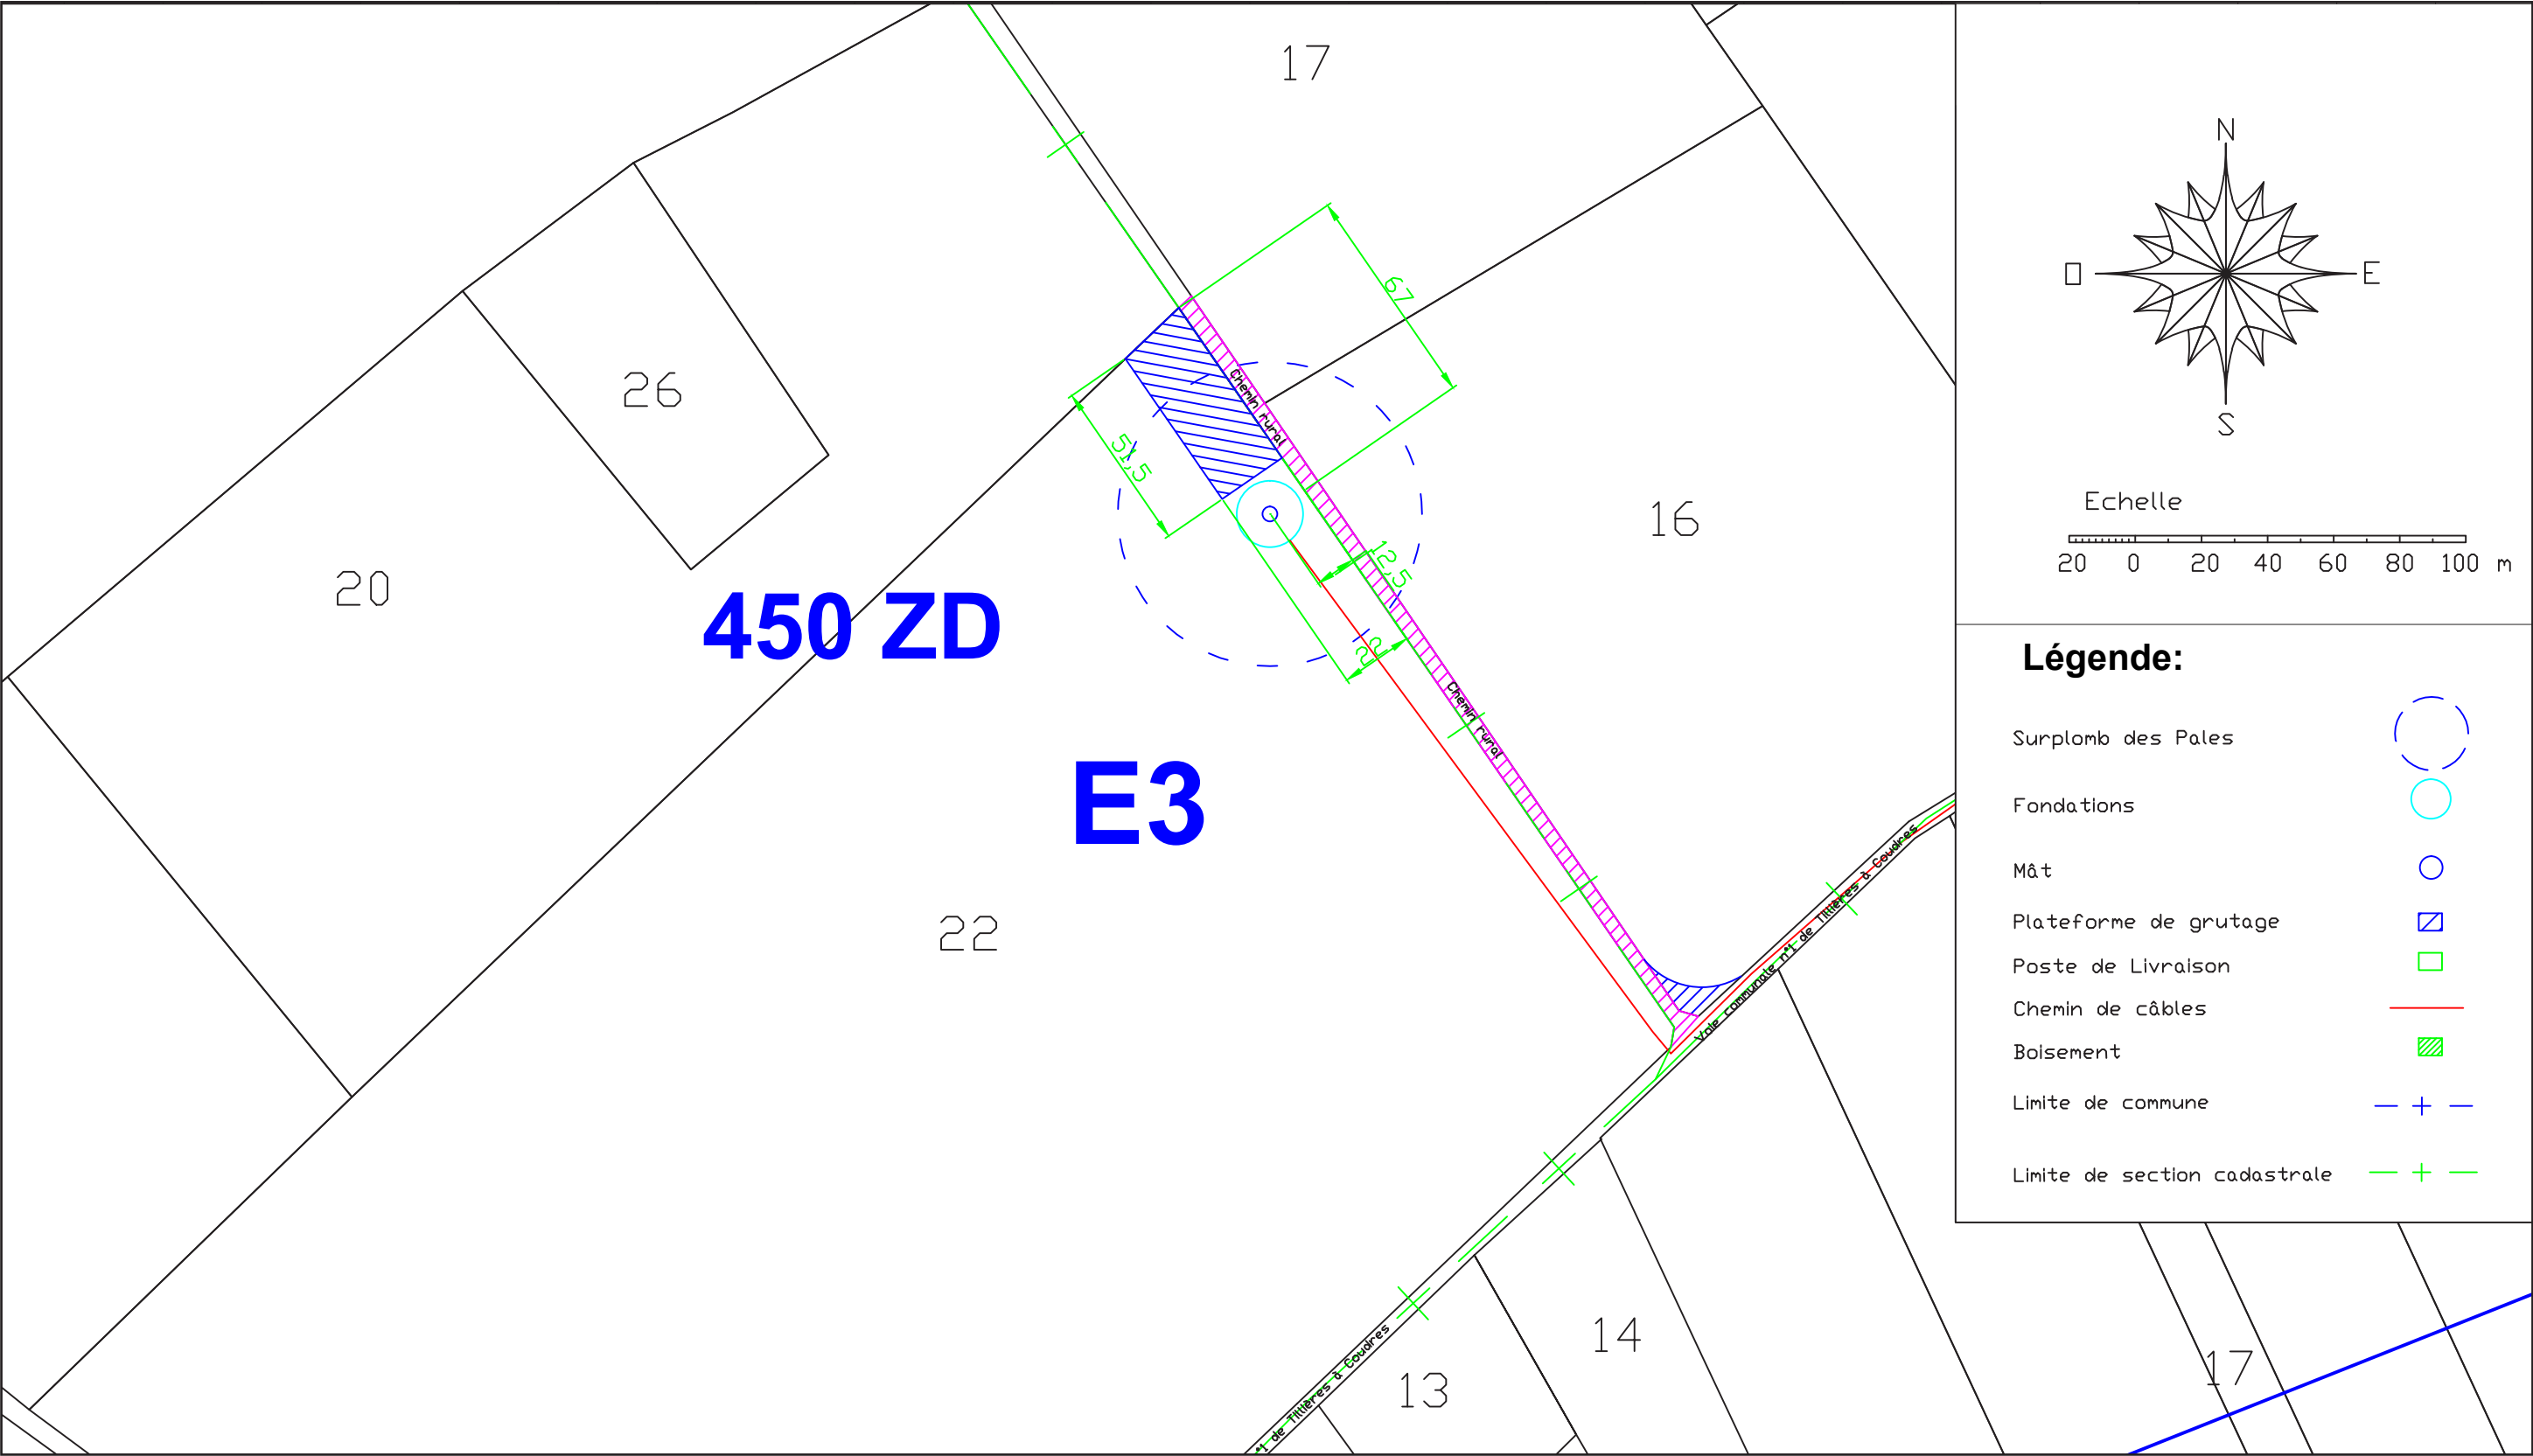 17
N
O
E
S
67
26
Chemin rural
51,5
16
Echelle
20 0 20 40 60 80 100 m
20
12,5
450 ZD
22
Légende:
Chemin rural
Surplomb des Pales
E3
Fondations
Mât
Voie communale n°1 de Tillières à Coudres
22
Plateforme de grutage
Poste de Livraison
Chemin de câbles
Boisement
Limite de commune
Limite de section cadastrale
14
17
13
°1 de Tillières à Coudres